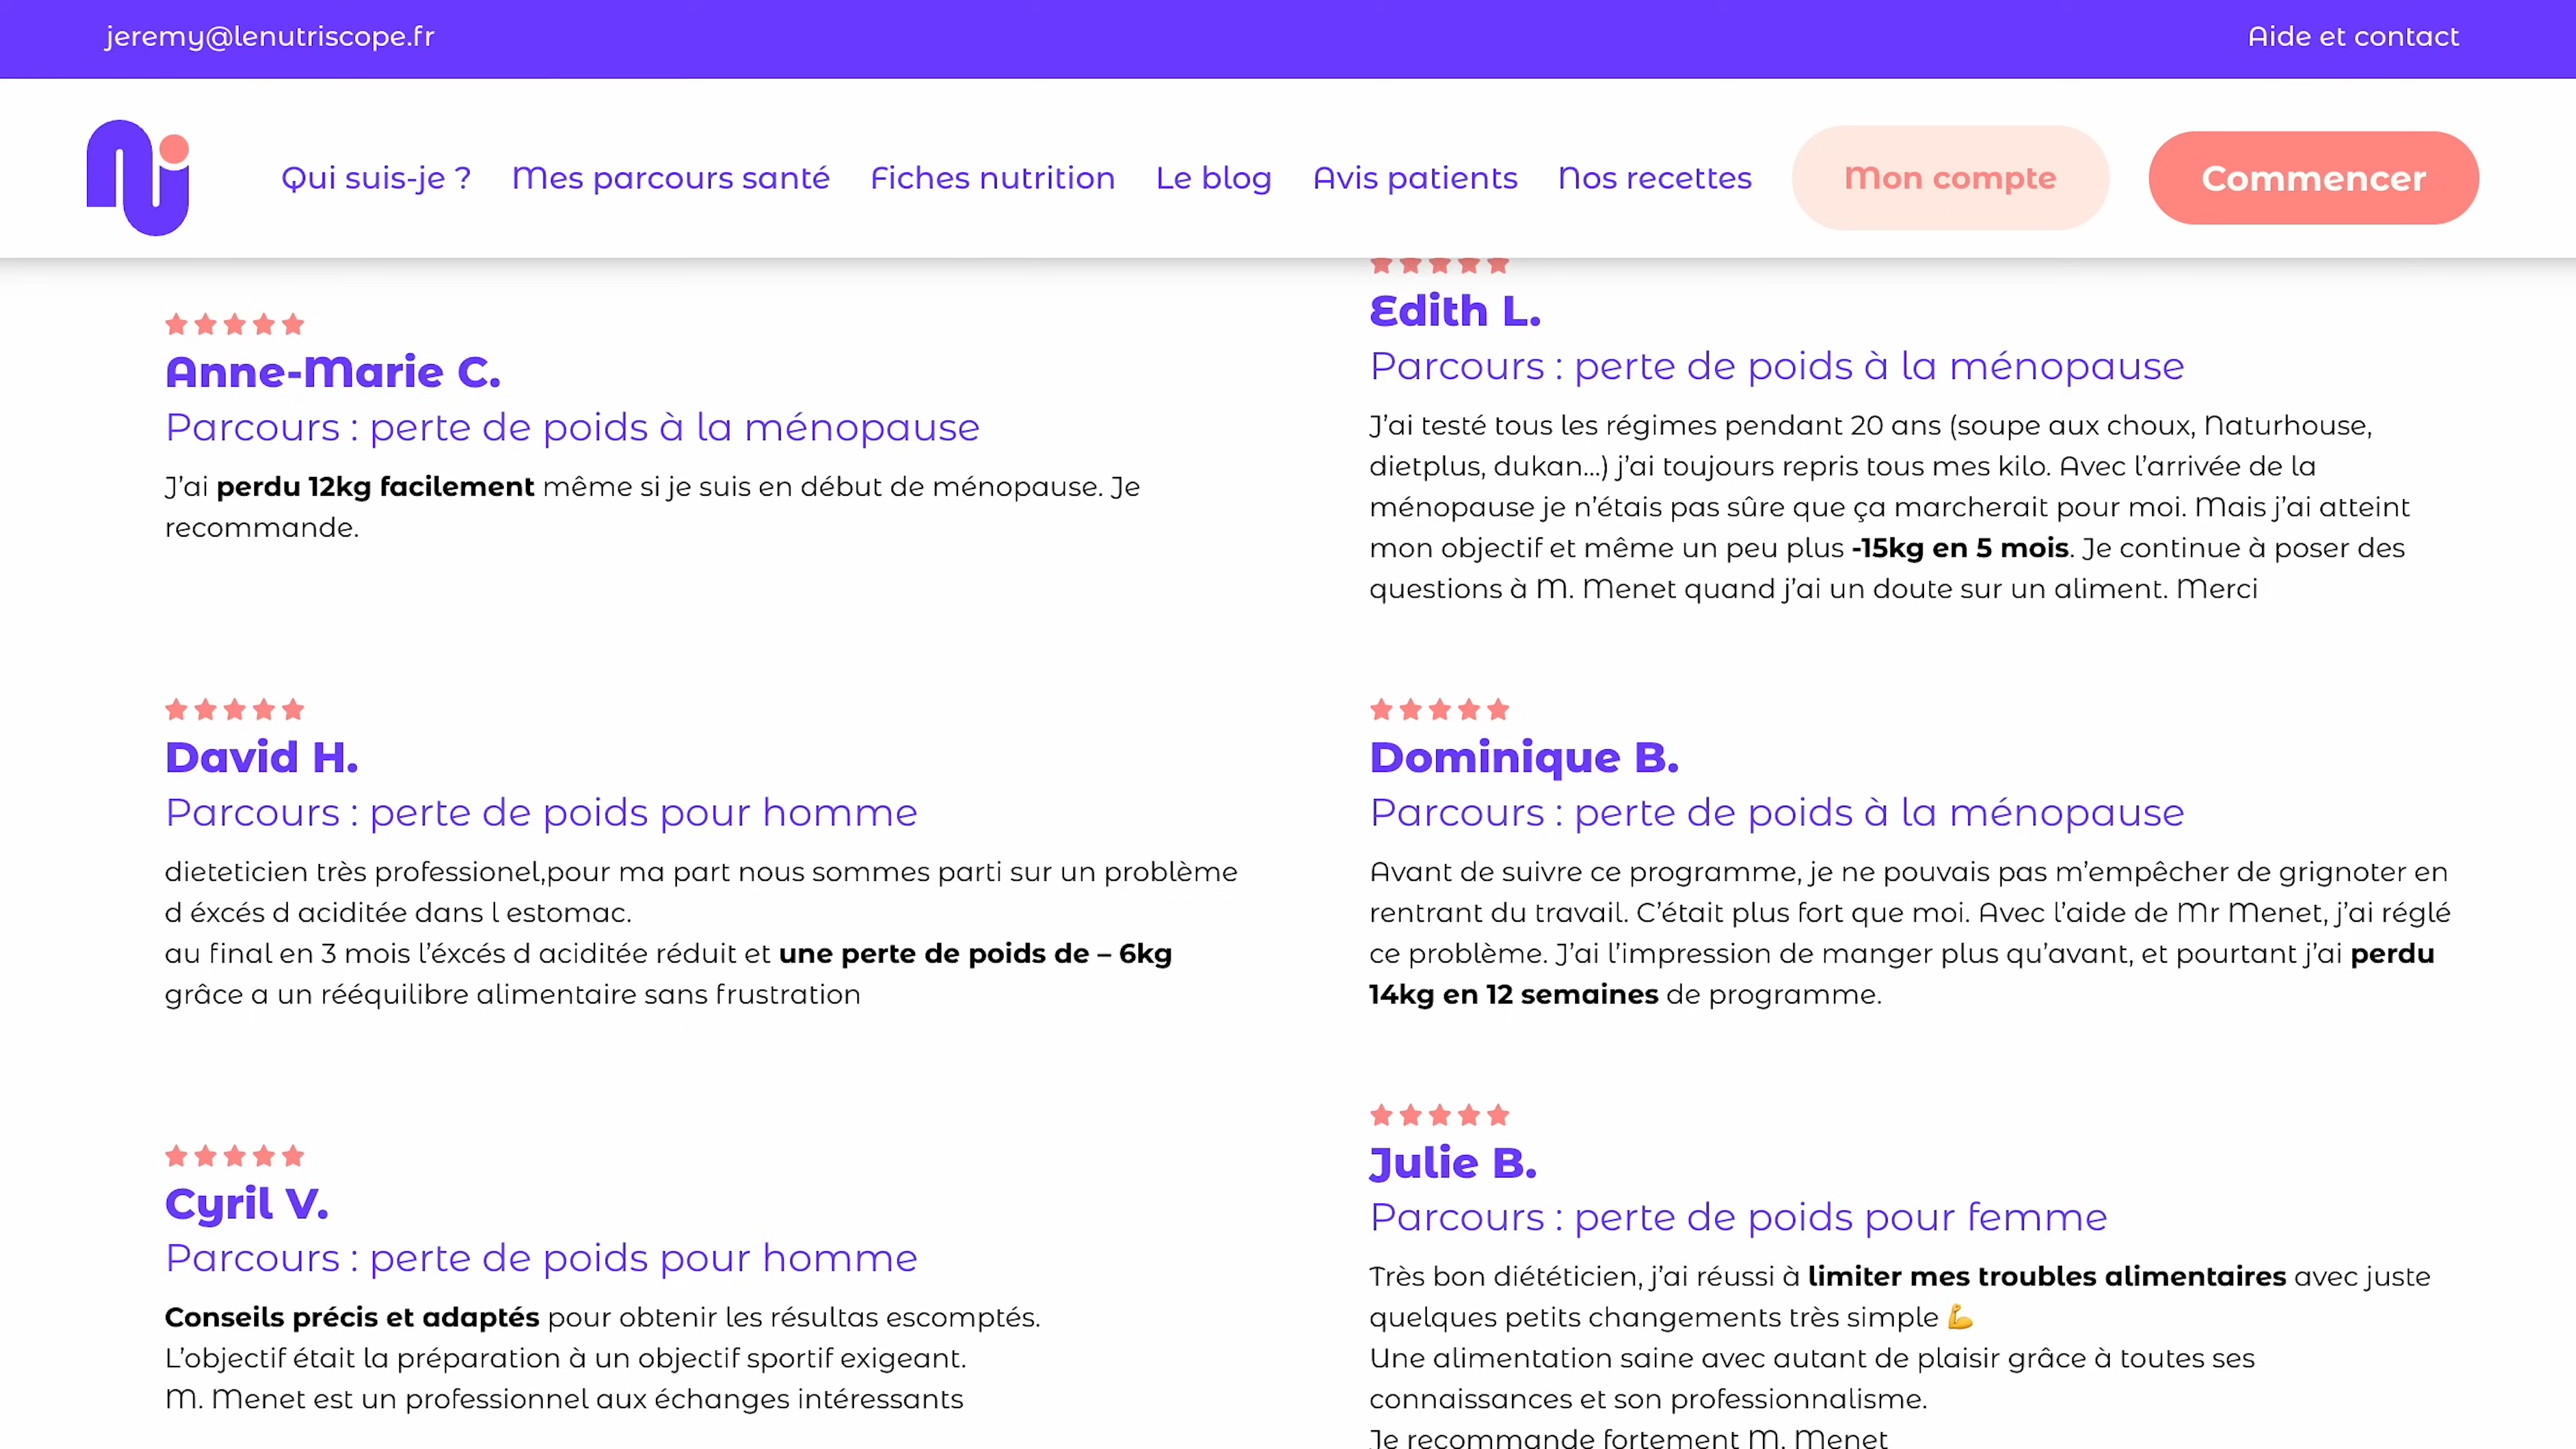 jeremy@lenutriscope.fr
Aide et contact
Qui suis-je ?
Mes parcours santé
Fiches nutrition
Le blog
Avis patients
Nos recettes
Mon compte
Commencer
Anne-Marie C.
Parcours : perte de poids à la ménopause
J’ai perdu 12kg facilement même si je suis en début de ménopause. Je
recommande.
Edith L.
Parcours : perte de poids à la ménopause
J’ai testé tous les régimes pendant 20 ans (soupe aux choux, Naturhouse,
dietplus, dukan…) j’ai toujours repris tous mes kilo. Avec l’arrivée de la
ménopause je n’étais pas sûre que ça marcherait pour moi. Mais j’ai atteint
mon objectif et même un peu plus -15kg en 5 mois. Je continue à poser des
questions à M. Menet quand j’ai un doute sur un aliment. Merci
David H.
Parcours : perte de poids pour homme
dieteticien très professionel,pour ma part nous sommes parti sur un problème
d éxcés d aciditée dans l estomac.
au final en 3 mois l’éxcés d aciditée réduit et une perte de poids de – 6kg
grâce a un rééquilibre alimentaire sans frustration
Dominique B.
Parcours : perte de poids à la ménopause
Avant de suivre ce programme, je ne pouvais pas m’empêcher de grignoter en
rentrant du travail. C’était plus fort que moi. Avec l’aide de Mr Menet, j’ai réglé
ce problème. J’ai l’impression de manger plus qu’avant, et pourtant j’ai perdu
14kg en 12 semaines de programme.
Cyril V.
Parcours : perte de poids pour homme
Conseils précis et adaptés pour obtenir les résultas escomptés.
L’objectif était la préparation à un objectif sportif exigeant.
M. Menet est un professionnel aux échanges intéressants
Julie B.
Parcours : perte de poids pour femme
Très bon diététicien, j’ai réussi à limiter mes troubles alimentaires avec juste
quelques petits changements très simple 💪
Une alimentation saine avec autant de plaisir grâce à toutes ses
connaissances et son professionnalisme.
Je recommande fortement M. Menet